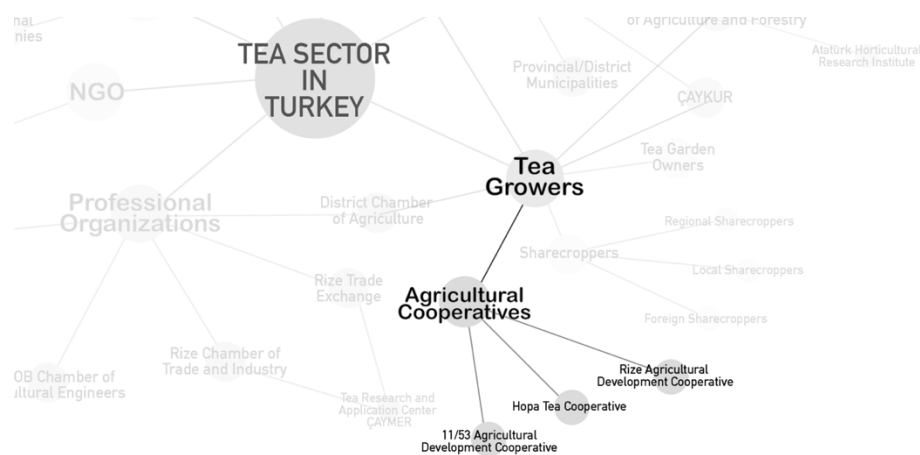 nal
nies
of Agriculture and Forestry
Atatürk Horticultural
Research Institute
TEA SECTOR
IN
TURKEY
Provincial/District
Municipalities
NGO
ÇAYKUR
Tea Garden
Owners
Tea
Growers
Professional
Organizations
District Chamber
of Agriculture
Regional Sharecroppers
Sharecroppers
Local Sharecroppers
Rize Trade
Exchange
Agricultural
Cooperatives
Foreign Sharecroppers
Rize Chamber of
Trade and Industry
Rize Agricultural
Development Cooperative
OB Chamber of
ultural Engineers
Tea Research and
Application Center
ÇAYMER
Hopa Tea Cooperative
11/53 Agricultural
Development Cooperative